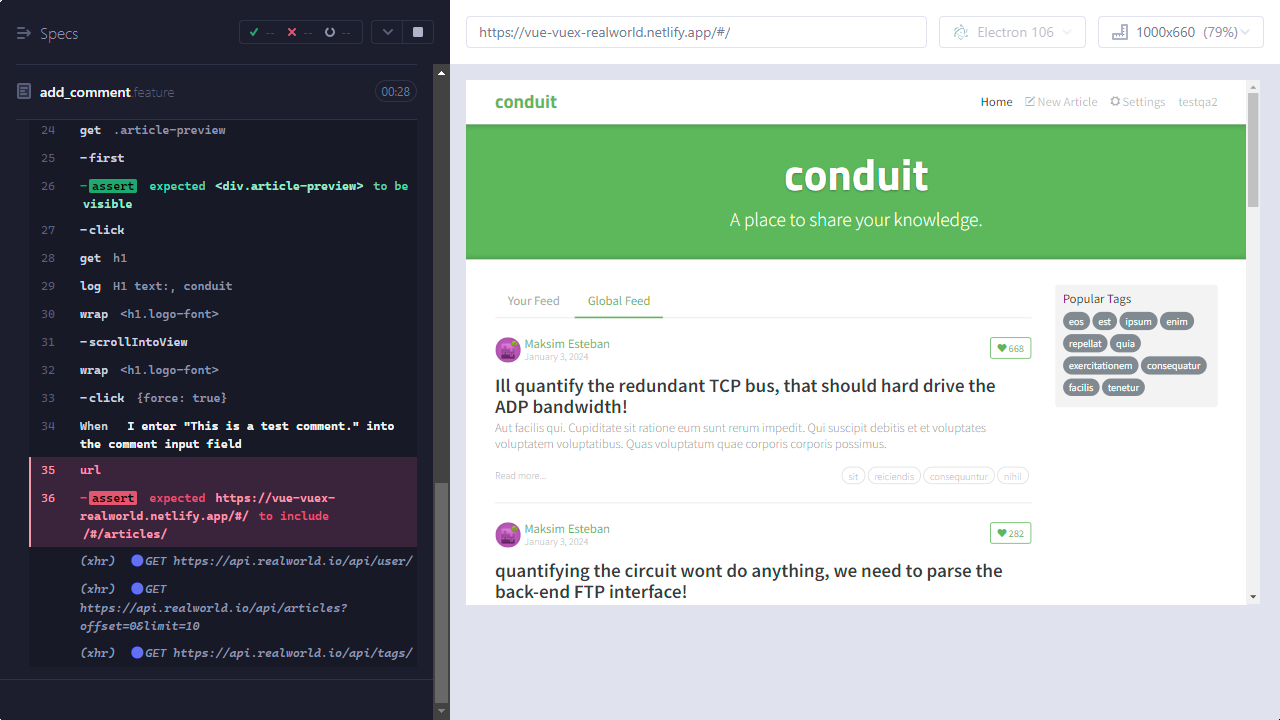 Specs
-- -- --
add_comment.feature
00:28
24 get .article-preview
25 -first
26 -assert expected <div.article-preview> to be
visible
27 -click
28 get h1
29 log H1 text:, conduit
30 wrap <h1.logo-font>
31 -scrollIntoView
32 wrap <h1.logo-font>
33 -click {force: true}
34 When I enter "This is a test comment." into
the comment input field
35 url
36 -assert expected https://vue-vuex-
realworld.netlify.app/#/ to include
/#/articles/
(xhr) GET https://api.realworld.io/api/user/
(xhr) GET
https://api.realworld.io/api/articles?
offset=0&limit=10
(xhr) GET https://api.realworld.io/api/tags/
https://vue-vuex-realworld.netlify.app/#/
Electron 106
1000x660 (79%)
conduit
Home New Article Settings testqa2
conduit
A place to share your knowledge.
Your Feed Global Feed
Maksim Esteban
January 3, 2024
668
Ill quantify the redundant TCP bus, that should hard drive the
ADP bandwidth!
Aut facilis qui. Cupiditate sit ratione eum sunt rerum impedit. Qui suscipit debitis et et voluptates
voluptatem voluptatibus. Quas voluptatum quae corporis corporis possimus.
Read more...
sit reiciendis consequuntur nihil
Maksim Esteban
January 3, 2024
282
quantifying the circuit wont do anything, we need to parse the
back-end FTP interface!
Popular Tags
eos est ipsum enim
repellat quia
exercitationem consequatur
facilis tenetur